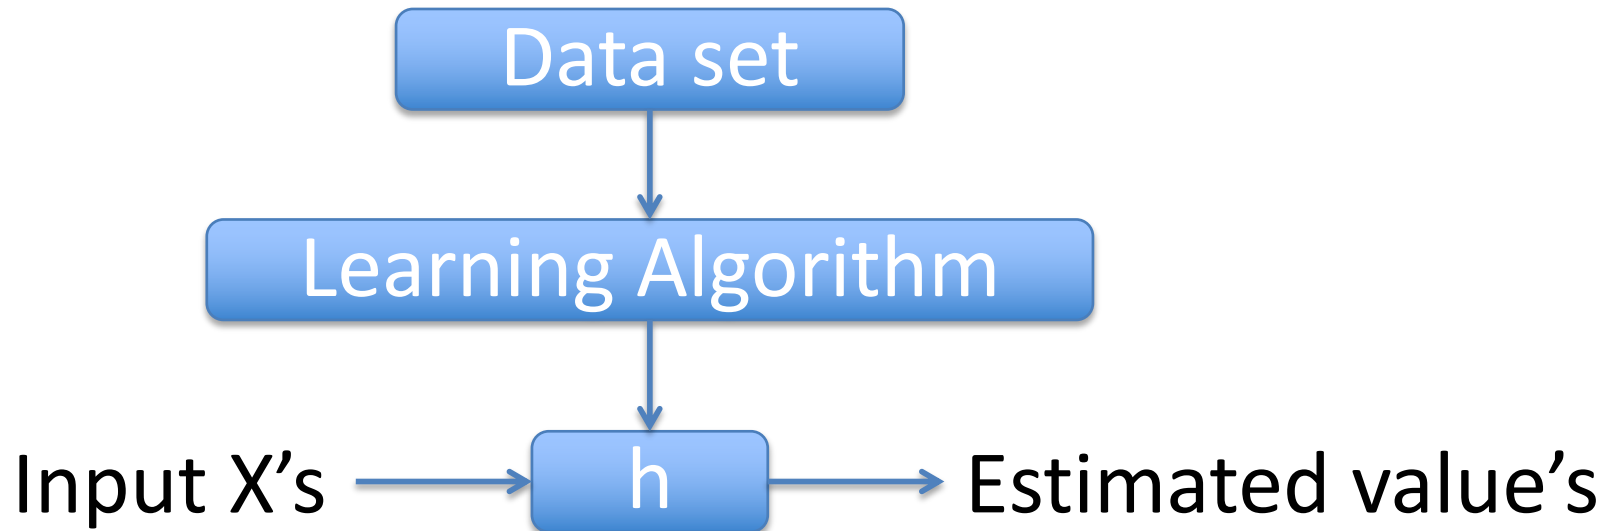 Data set
Learning Algorithm
Input X’s
h
Estimated value’s